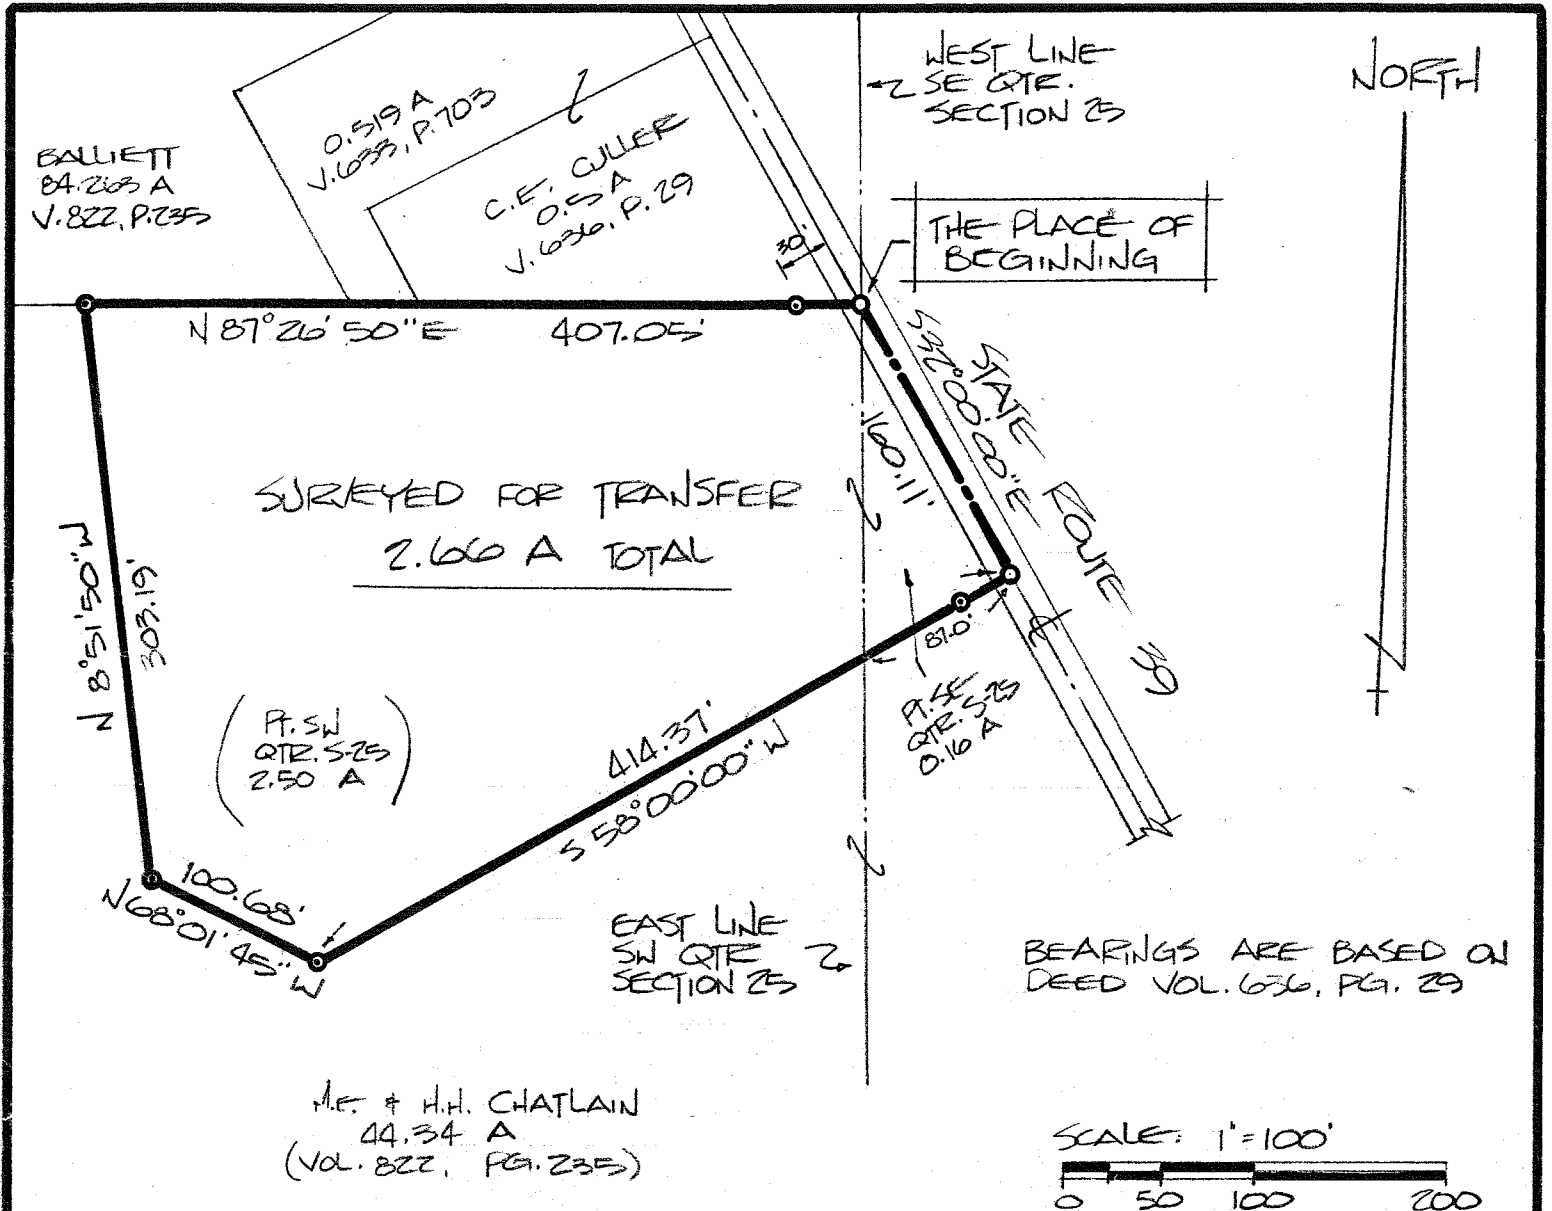 WEST LINE
SE QTR.
SECTION 25
NORTH
0.519 A
V.633, P.703
BALLIETT
84.263 A
V.822, P.235
C.E. CULLER
0.5 A
V.636, P.29
30'
THE PLACE OF
BEGINNING
N 87°26'50"E 407.05'
S 32°00'00"E
STATE ROUTE 39
160.11'
SURVEYED FOR TRANSFER
2.66 A TOTAL
N 8°51'50"W
303.19'
87.0'
PT. SE
QTR. S-25
0.16 A
PT. SW
QTR. S-25
2.50 A
414.37'
S 58°00'00"W
100.68'
N 68°01'45"W
EAST LINE
SW QTR
SECTION 25
BEARINGS ARE BASED ON
DEED VOL. 636, PG. 29
M.E. & H.H. CHATLAIN
44.34 A
(VOL. 822, PG. 235)
SCALE: 1"=100'
0 50 100 200